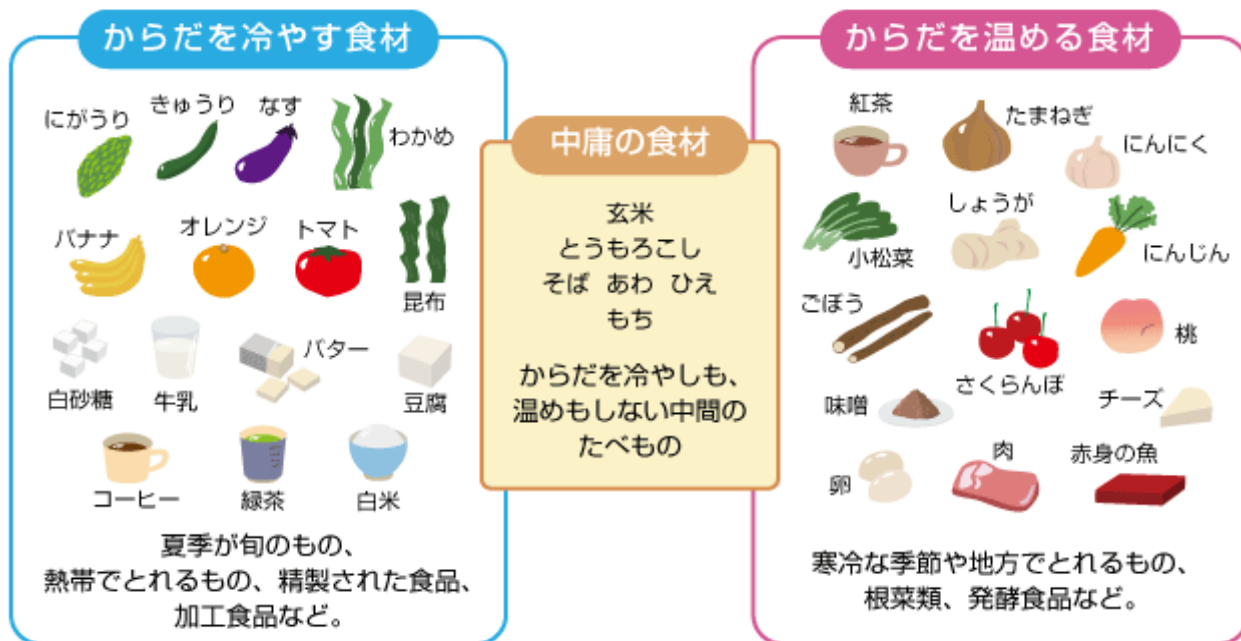 からだを冷やす食材
にがうり
きゅうり
なす
わかめ
バナナ
オレンジ
トマト
昆布
白砂糖
牛乳
バター
豆腐
コーヒー
緑茶
白米
夏季が旬のもの、
熱帯でとれるもの、精製された食品、
加工食品など。
中庸の食材
玄米
とうもろこし
そば あわ ひえ
もち
からだを冷やしも、
温めもしない中間の
たべもの
からだを温める食材
紅茶
たまねぎ
にんにく
小松菜
しょうが
にんじん
ごぼう
さくらんぼ
桃
味噌
チーズ
卵
肉
赤身の魚
寒冷な季節や地方でとれるもの、
根菜類、発酵食品など。